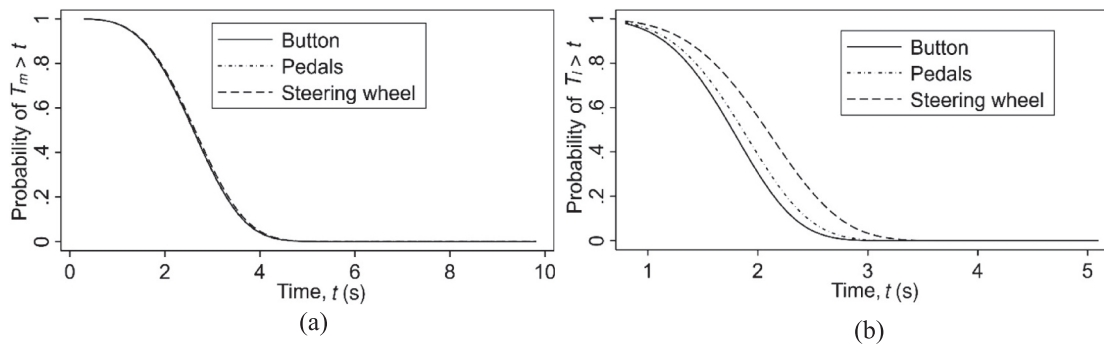 Probability of Tm > t
1
.8
.6
.4
.2
0
Button
Pedals
Steering wheel
0
2
4
6
8
10
Time, t (s)
(a)
Probability of Tl > t
1
.8
.6
.4
.2
0
Button
Pedals
Steering wheel
1
2
3
4
5
Time, t (s)
(b)